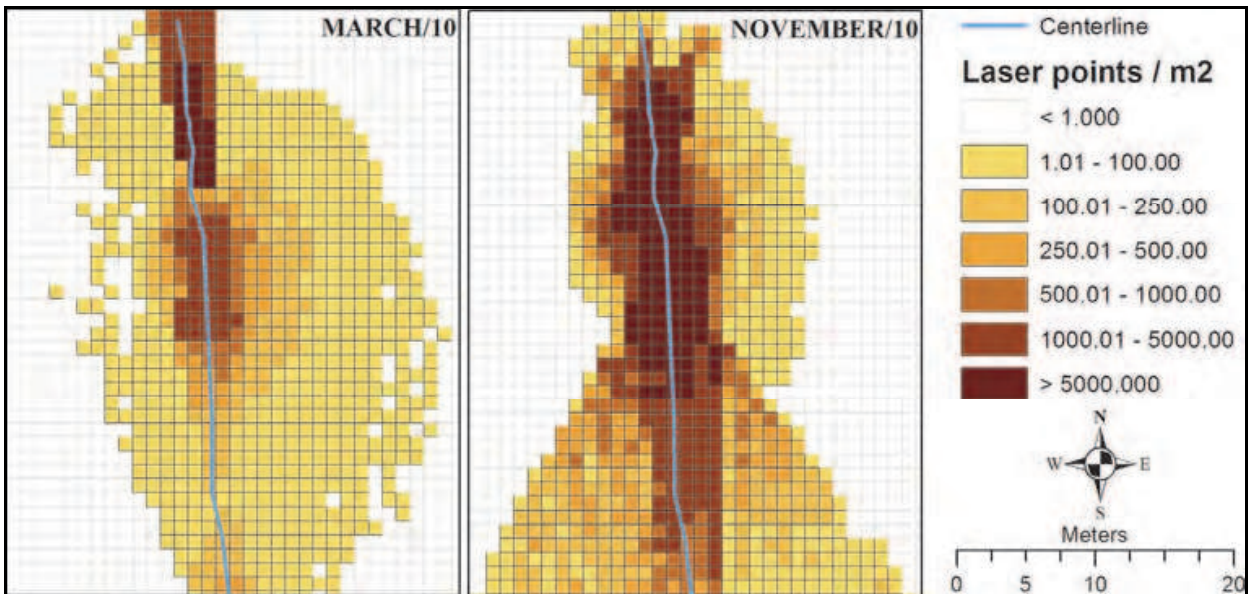 MARCH/10
NOVEMBER/10
Centerline
Laser points / m2
< 1.000
1.01 - 100.00
100.01 - 250.00
250.01 - 500.00
500.01 - 1000.00
1000.01 - 5000.00
> 5000.000
N
W E
S
Meters
0 5 10 20